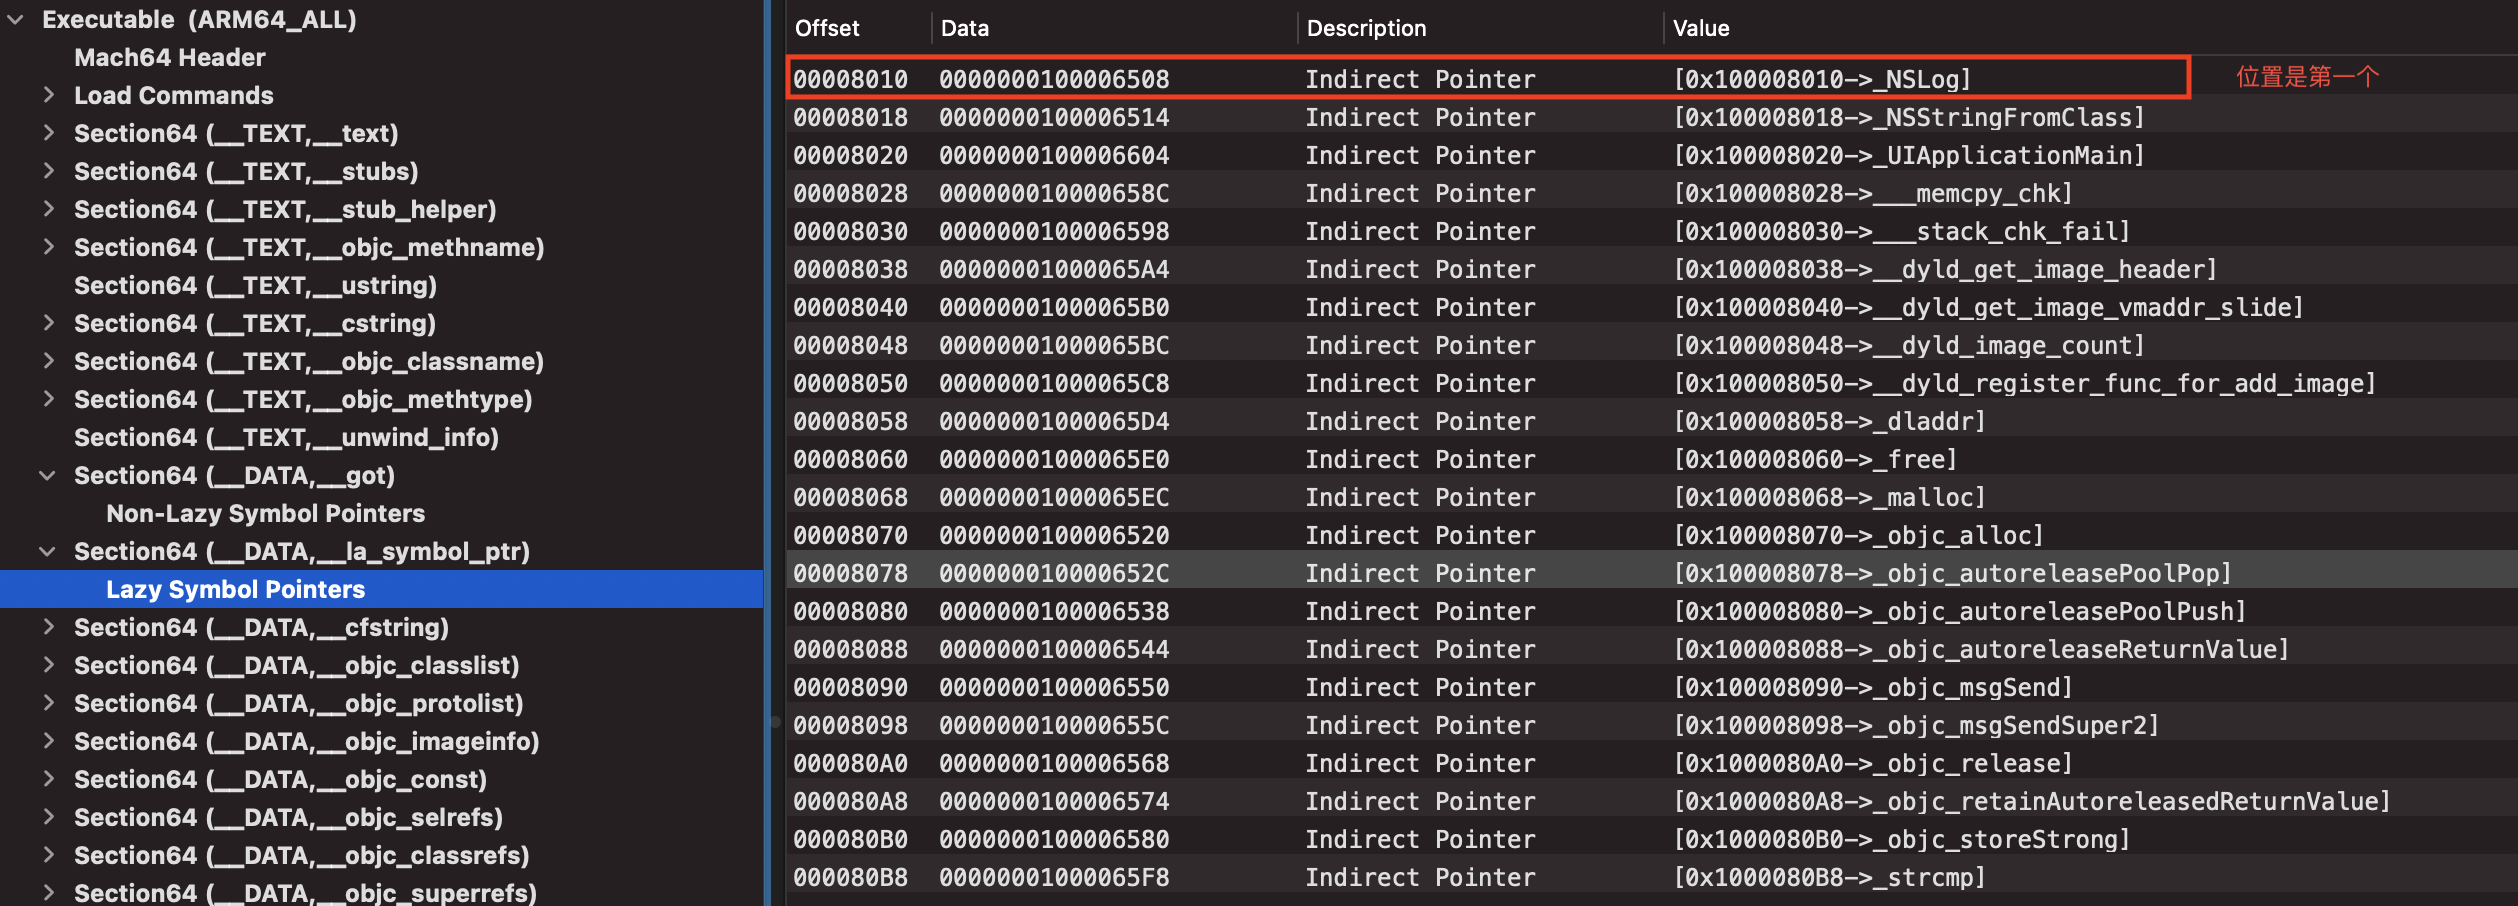 Executable (ARM64_ALL)
Mach64 Header
Load Commands
Section64 (__TEXT,__text)
Section64 (__TEXT,__stubs)
Section64 (__TEXT,__stub_helper)
Section64 (__TEXT,__objc_methname)
Section64 (__TEXT,__ustring)
Section64 (__TEXT,__cstring)
Section64 (__TEXT,__objc_classname)
Section64 (__TEXT,__objc_methtype)
Section64 (__TEXT,__unwind_info)
Section64 (__DATA,__got)
Non-Lazy Symbol Pointers
Section64 (__DATA,__la_symbol_ptr)
Lazy Symbol Pointers
Section64 (__DATA,__cfstring)
Section64 (__DATA,__objc_classlist)
Section64 (__DATA,__objc_protolist)
Section64 (__DATA,__objc_imageinfo)
Section64 (__DATA,__objc_const)
Section64 (__DATA,__objc_selrefs)
Section64 (__DATA,__objc_classrefs)
Section64 (__DATA,__objc_superrefs)
Offset Data Description Value
00008010 0000000100006508 Indirect Pointer [0x100008010->_NSLog] 位置是第一个
00008018 0000000100006514 Indirect Pointer [0x100008018->_NSStringFromClass]
00008020 0000000100006604 Indirect Pointer [0x100008020->_UIApplicationMain]
00008028 000000010000658C Indirect Pointer [0x100008028->___memcpy_chk]
00008030 0000000100006598 Indirect Pointer [0x100008030->___stack_chk_fail]
00008038 00000001000065A4 Indirect Pointer [0x100008038->__dyld_get_image_header]
00008040 00000001000065B0 Indirect Pointer [0x100008040->__dyld_get_image_vmaddr_slide]
00008048 00000001000065BC Indirect Pointer [0x100008048->__dyld_image_count]
00008050 00000001000065C8 Indirect Pointer [0x100008050->__dyld_register_func_for_add_image]
00008058 00000001000065D4 Indirect Pointer [0x100008058->_dladdr]
00008060 00000001000065E0 Indirect Pointer [0x100008060->_free]
00008068 00000001000065EC Indirect Pointer [0x100008068->_malloc]
00008070 0000000100006520 Indirect Pointer [0x100008070->_objc_alloc]
00008078 000000010000652C Indirect Pointer [0x100008078->_objc_autoreleasePoolPop]
00008080 0000000100006538 Indirect Pointer [0x100008080->_objc_autoreleasePoolPush]
00008088 0000000100006544 Indirect Pointer [0x100008088->_objc_autoreleaseReturnValue]
00008090 0000000100006550 Indirect Pointer [0x100008090->_objc_msgSend]
00008098 000000010000655C Indirect Pointer [0x100008098->_objc_msgSendSuper2]
000080A0 0000000100006568 Indirect Pointer [0x1000080A0->_objc_release]
000080A8 0000000100006574 Indirect Pointer [0x1000080A8->_objc_retainAutoreleasedReturnValue]
000080B0 0000000100006580 Indirect Pointer [0x1000080B0->_objc_storeStrong]
000080B8 00000001000065F8 Indirect Pointer [0x1000080B8->_strcmp]